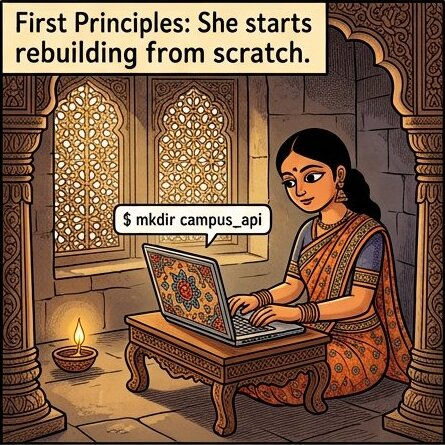 First Principles: She starts
rebuilding from scratch.
$ mkdir campus_api